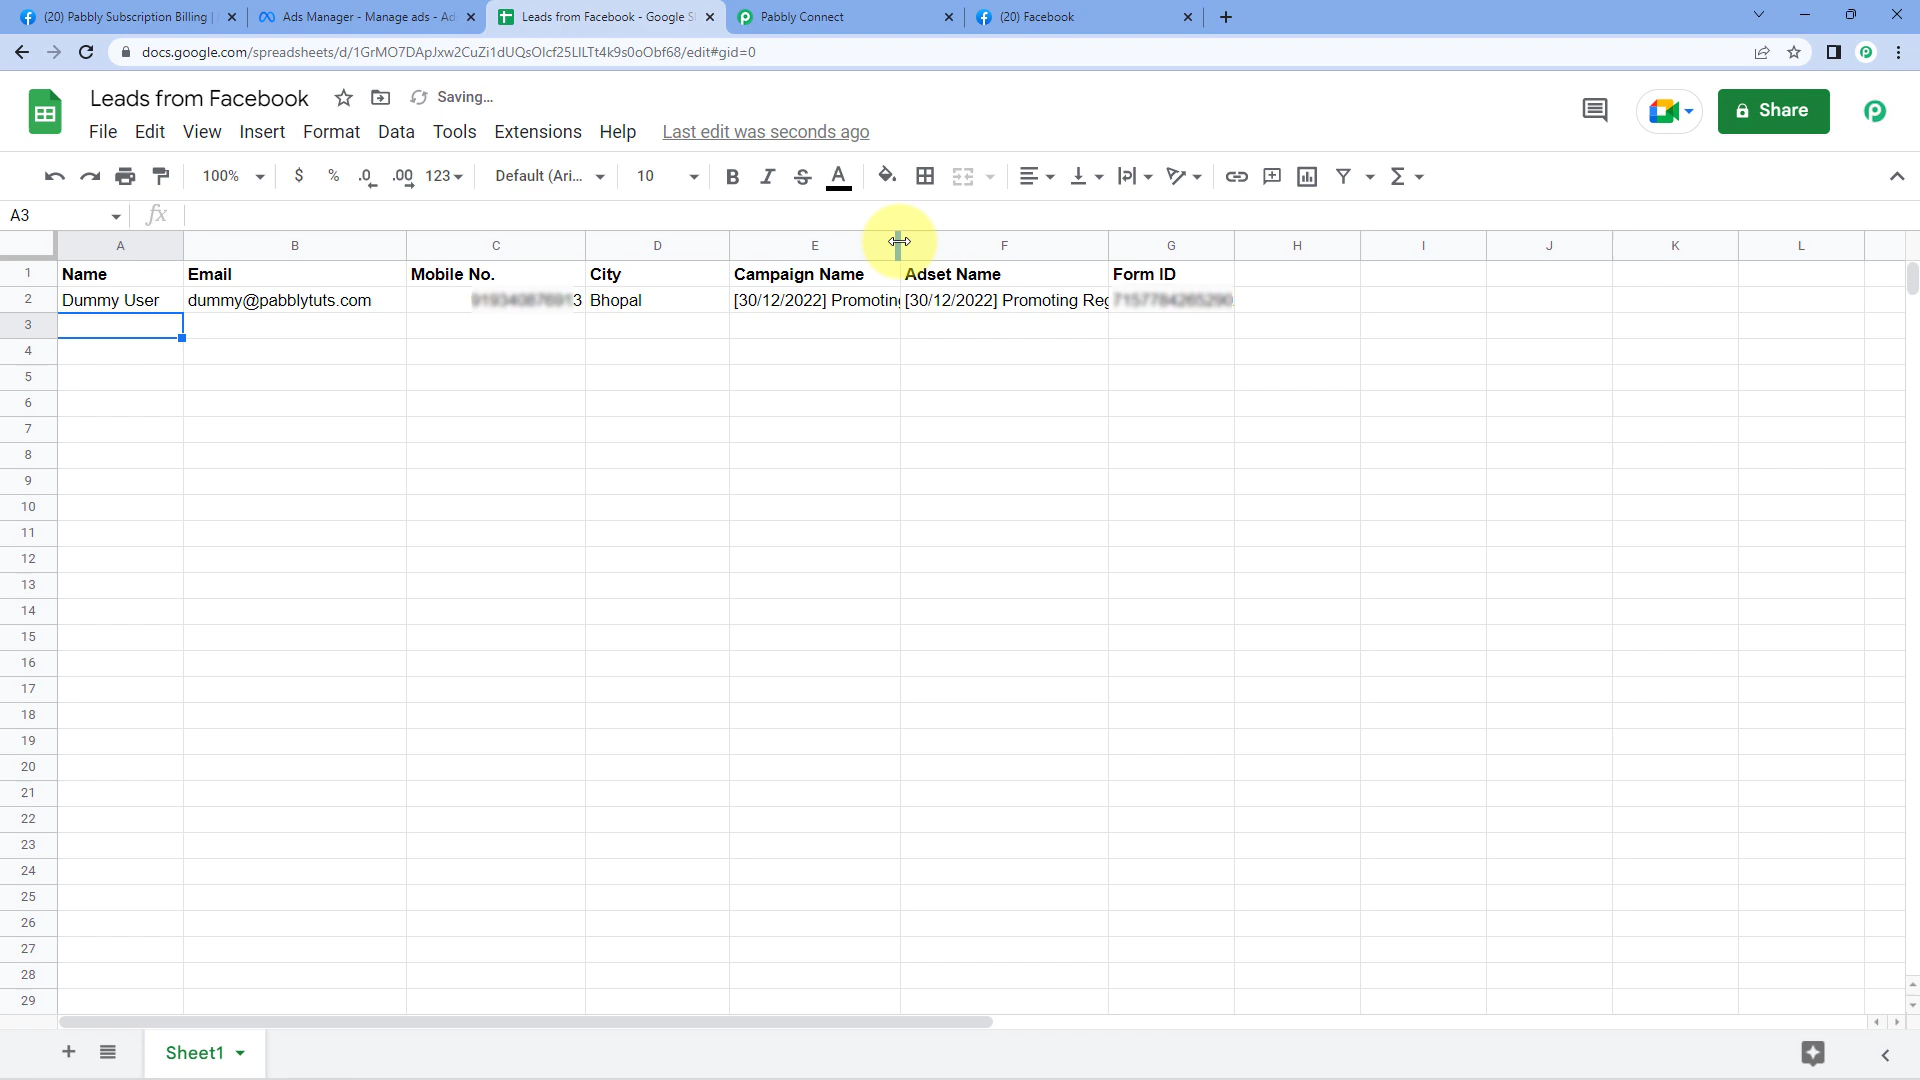 (20) Pabbly Subscription Billing |
Ads Manager - Manage ads - Ad
Leads from Facebook - Google S
Pabbly Connect
(20) Facebook
docs.google.com/spreadsheets/d/1GrMO7DApJxw2CuZi1dUQsOlcf25LlILTt4k9s0oObf68/edit#gid=0
Leads from Facebook
Saving...
Share
File Edit View Insert Format Data Tools Extensions Help Last edit was seconds ago
100% $ % .0 .00 123 Default (Ari... 10 B I S A
A3 fx
A B C D E F G H I J K L
1 Name Email Mobile No. City Campaign Name Adset Name Form ID
2 Dummy User dummy@pabblytuts.com 3 Bhopal [30/12/2022] Promotin [30/12/2022] Promoting Reg
3
4
5
6
7
8
9
10
11
12
13
14
15
16
17
18
19
20
21
22
23
24
25
26
27
28
29
Sheet1